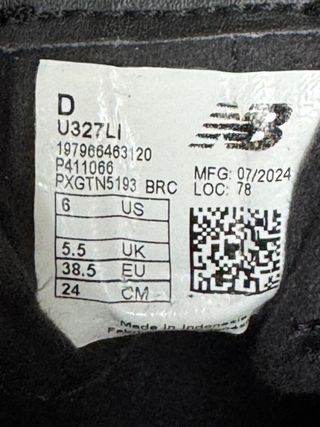 D
U327LI
197966463120
P411066
PXGTN5193 BRC
NB
MFG: 07/2024
LOC: 78
6 US
5.5 UK
38.5 EU
24 CM
Made in Indonesia